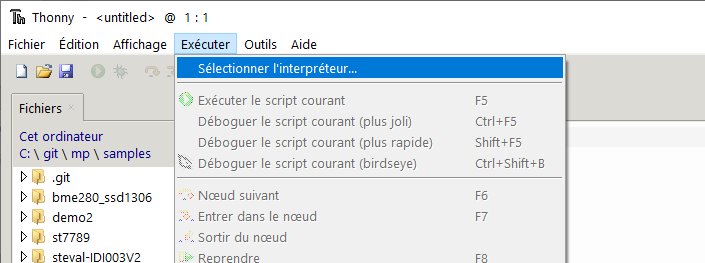 Thonny - <untitled> @ 1 : 1
Fichier Édition Affichage Exécuter Outils Aide
Sélectionner l'interpréteur...
Fichiers ×
Exécuter le script courant F5
Cet ordinateur
Déboguer le script courant (plus joli) Ctrl+F5
C: \ git \ mp \ samples
Déboguer le script courant (plus rapide) Shift+F5
Déboguer le script courant (birdseye) Ctrl+Shift+B
.git
bme280_ssd1306
demo2
st7789
steval-IDI003V2
Nœud suivant F6
Entrer dans le nœud F7
Sortir du nœud
Reprendre F8